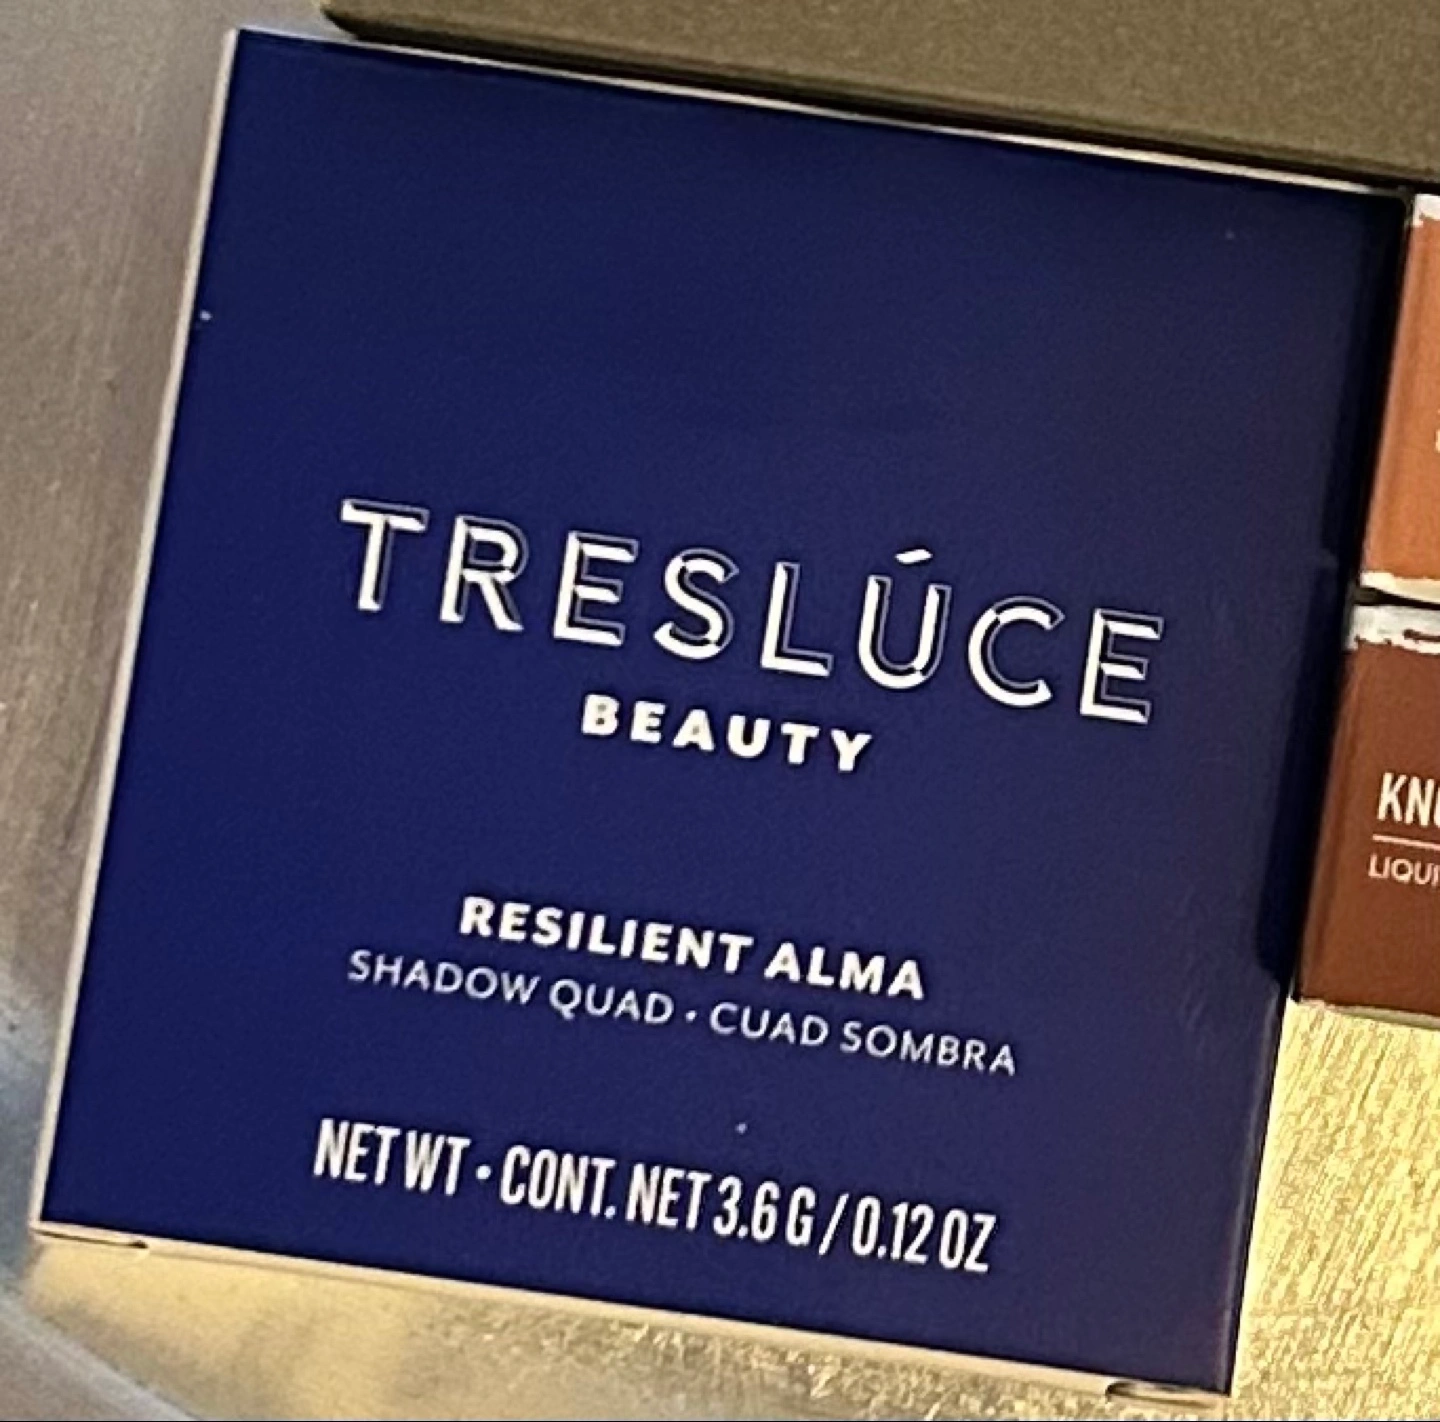 TRESLÚCE
BEAUTY
RESILIENT ALMA
SHADOW QUAD • CUAD SOMBRA
NET WT • CONT. NET 3.6 G / 0.12 OZ